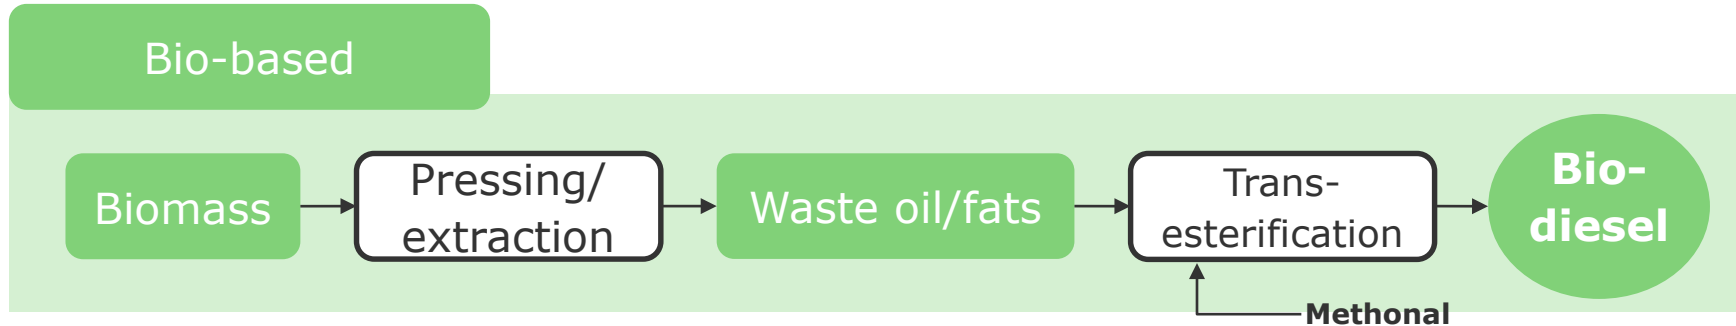 Bio-based
Biomass
Pressing/
extraction
Waste oil/fats
Trans-
esterification
Bio-
diesel
Methonal